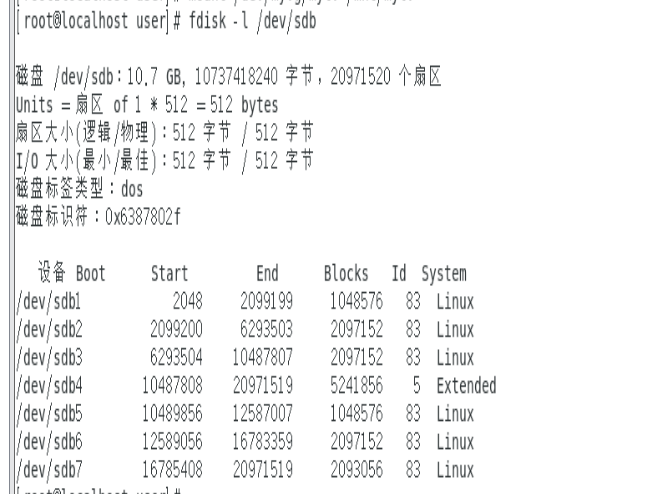 [root@localhost user]# fdisk -l /dev/sdb
磁盘 /dev/sdb：10.7 GB, 10737418240 字节，20971520 个扇区
Units = 扇区 of 1 * 512 = 512 bytes
扇区大小(逻辑/物理)：512 字节 / 512 字节
I/O 大小(最小/最佳)：512 字节 / 512 字节
磁盘标签类型：dos
磁盘标识符：0x6387802f
设备 Boot Start End Blocks Id System
/dev/sdb1 2048 2099199 1048576 83 Linux
/dev/sdb2 2099200 6293503 2097152 83 Linux
/dev/sdb3 6293504 10487807 2097152 83 Linux
/dev/sdb4 10487808 20971519 5241856 5 Extended
/dev/sdb5 10489856 12587007 1048576 83 Linux
/dev/sdb6 12589056 16783359 2097152 83 Linux
/dev/sdb7 16785408 20971519 2093056 83 Linux
[root@localhost user]#